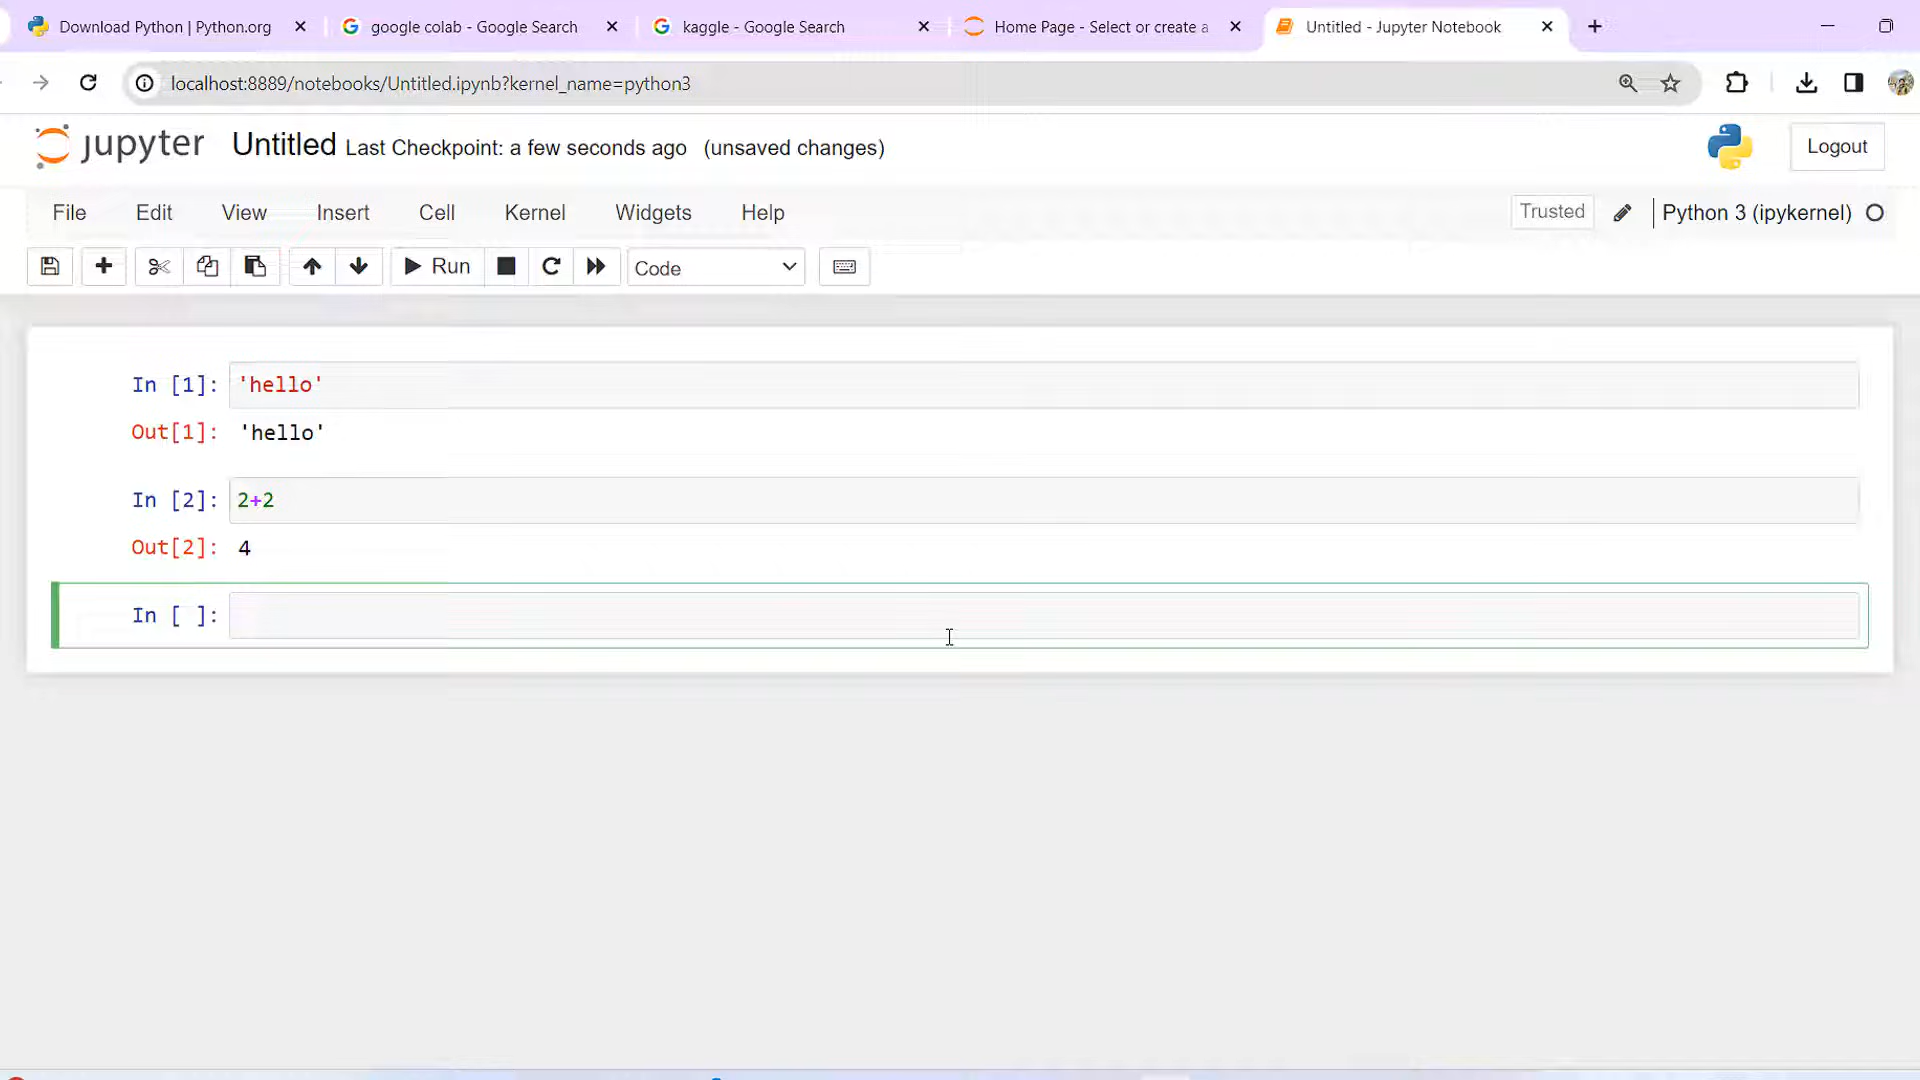 Download Python | Python.org
google colab - Google Search
kaggle - Google Search
Home Page - Select or create a
Untitled - Jupyter Notebook
localhost:8889/notebooks/Untitled.ipynb?kernel_name=python3
jupyter Untitled Last Checkpoint: a few seconds ago (unsaved changes)
Logout
File Edit View Insert Cell Kernel Widgets Help
Trusted
Python 3 (ipykernel)
Run
Code
In [1]: 'hello'
Out[1]: 'hello'
In [2]: 2+2
Out[2]: 4
In [ ]: